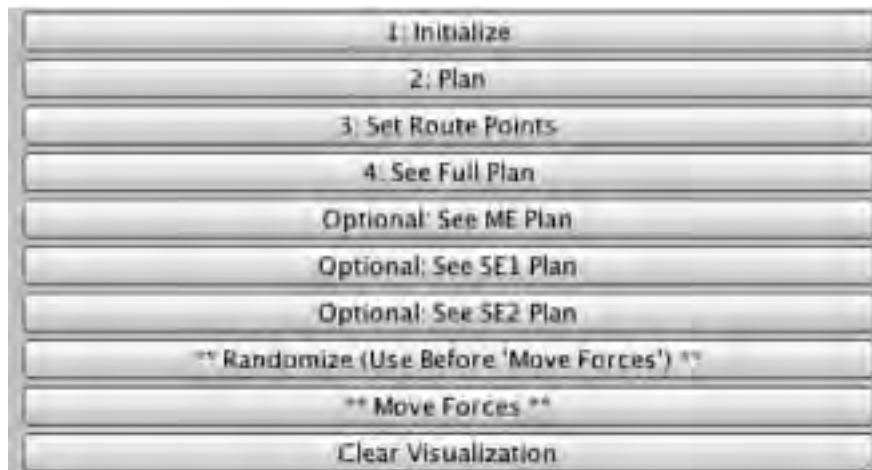 1: Initialize
2: Plan
3: Set Route Points
4: See Full Plan
Optional: See ME Plan
Optional: See SE1 Plan
Optional: See SE2 Plan
** Randomize (Use Before 'Move Forces') **
** Move Forces **
Clear Visualization